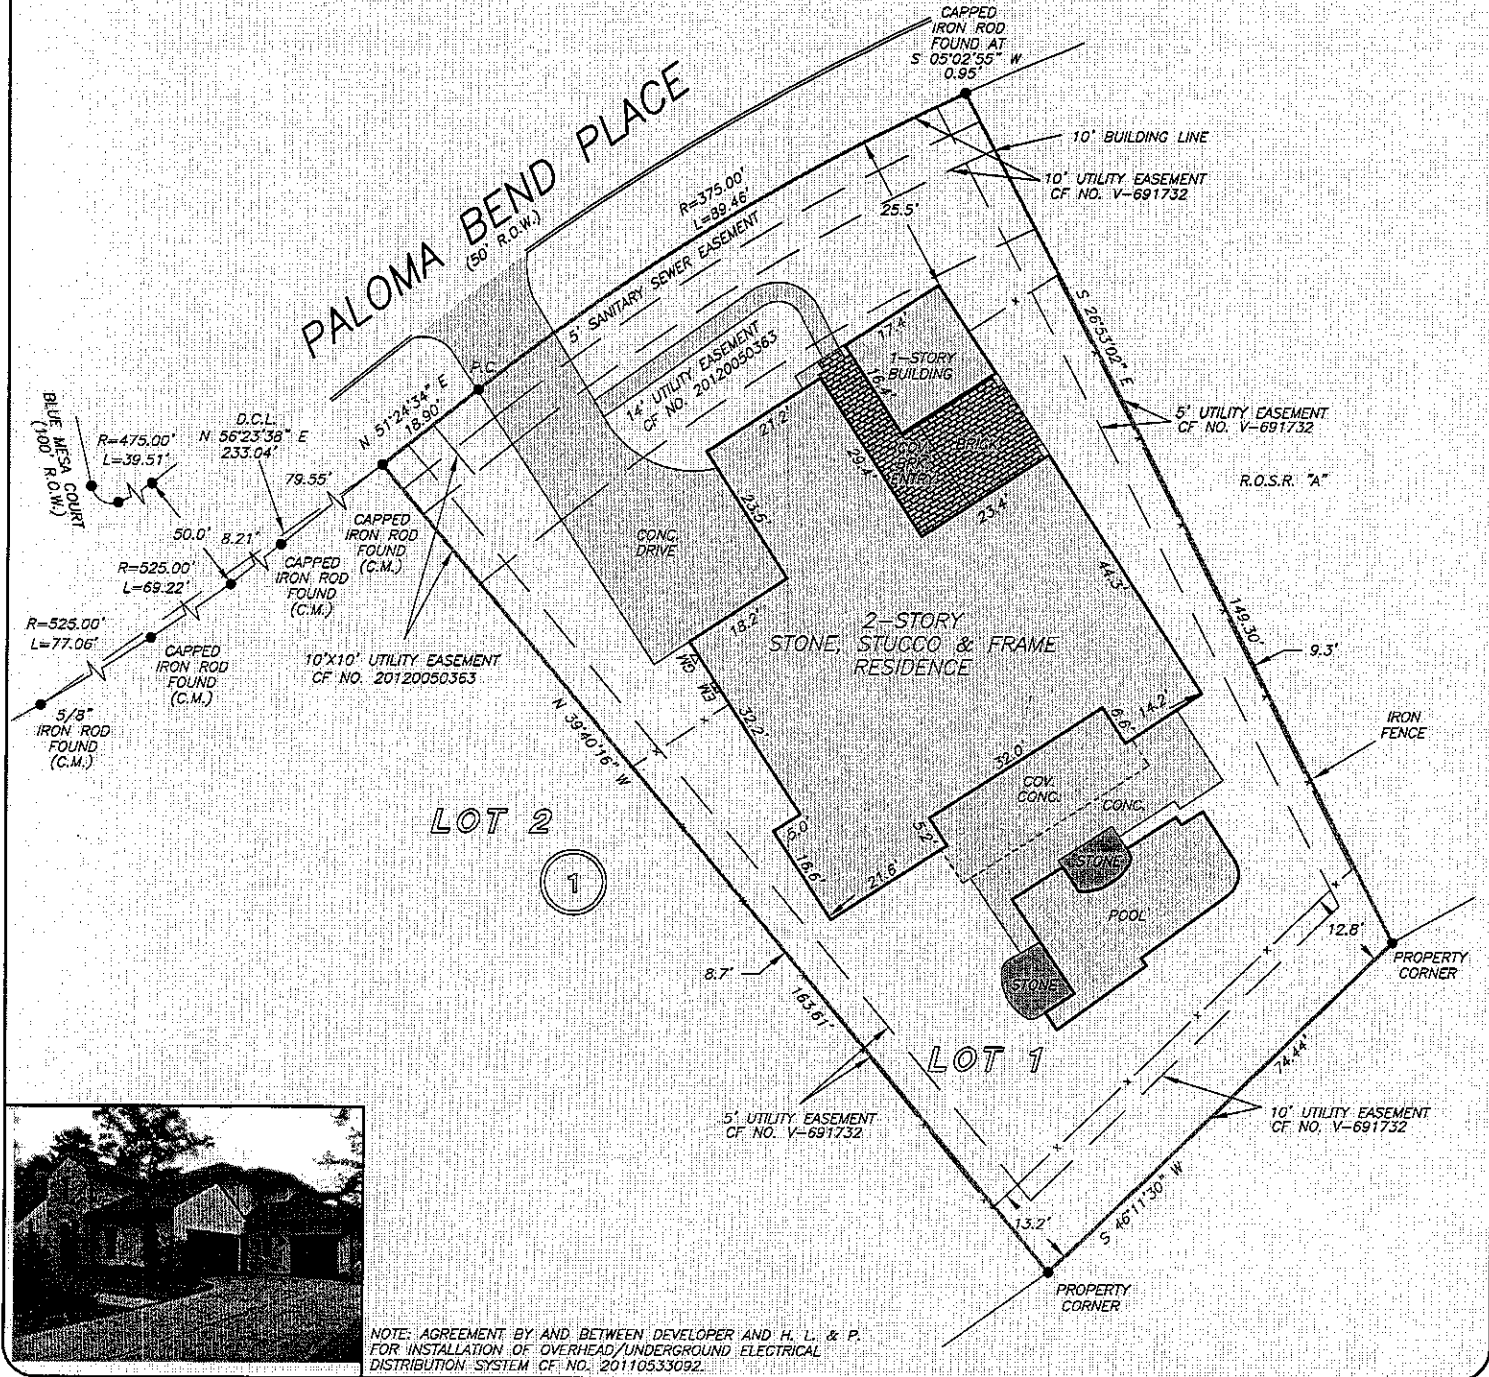 CAPPED
IRON ROD
FOUND AT
S 05°02'55" W
0.95'
PALOMA BEND PLACE
(50' R.O.W.)
R=375.00'
L=89.46'
5' SANITARY SEWER EASEMENT
10' BUILDING LINE
10' UTILITY EASEMENT
CF NO. V-691732
25.5'
14' UTILITY EASEMENT
CF NO. 20120050363
17.4'
1-STORY
BUILDING
16.4'
S 26°53'02" E
149.30'
5' UTILITY EASEMENT
CF NO. V-691732
R.O.S.R. "A"
P.C.
N 51°24'34" E
18.90'
BLUE MESA COURT
(100' R.O.W.)
R=475.00'
L=39.51'
D.C.L.
N 56°23'38" E
233.04'
79.55'
50.0'
8.21'
R=525.00'
L=69.22'
R=525.00'
L=77.06'
CAPPED
IRON ROD
FOUND
(C.M.)
CAPPED
IRON ROD
FOUND
(C.M.)
CAPPED
IRON ROD
FOUND
(C.M.)
5/8"
IRON ROD
FOUND
(C.M.)
10'X10' UTILITY EASEMENT
CF NO. 20120050363
21.2'
23.5'
CONC.
DRIVE
29.4'
COV.
BRICK
ENTRY
23.4'
44.3'
18.2'
GM
EM
2-STORY
STONE, STUCCO & FRAME
RESIDENCE
32.2'
9.3'
IRON
FENCE
14.2'
6.6'
32.0'
COV.
CONC.
CONC.
5.2'
5.0'
16.6'
21.6'
STONE
POOL
STONE
N 39°40'16" W
163.61'
LOT 2
1
8.7'
12.8'
PROPERTY
CORNER
LOT 1
74.44'
S 46°11'30" W
5' UTILITY EASEMENT
CF NO. V-691732
10' UTILITY EASEMENT
CF NO. V-691732
13.2'
PROPERTY
CORNER
NOTE: AGREEMENT BY AND BETWEEN DEVELOPER AND H. L. & P.
FOR INSTALLATION OF OVERHEAD/UNDERGROUND ELECTRICAL
DISTRIBUTION SYSTEM CF NO. 20110533092.